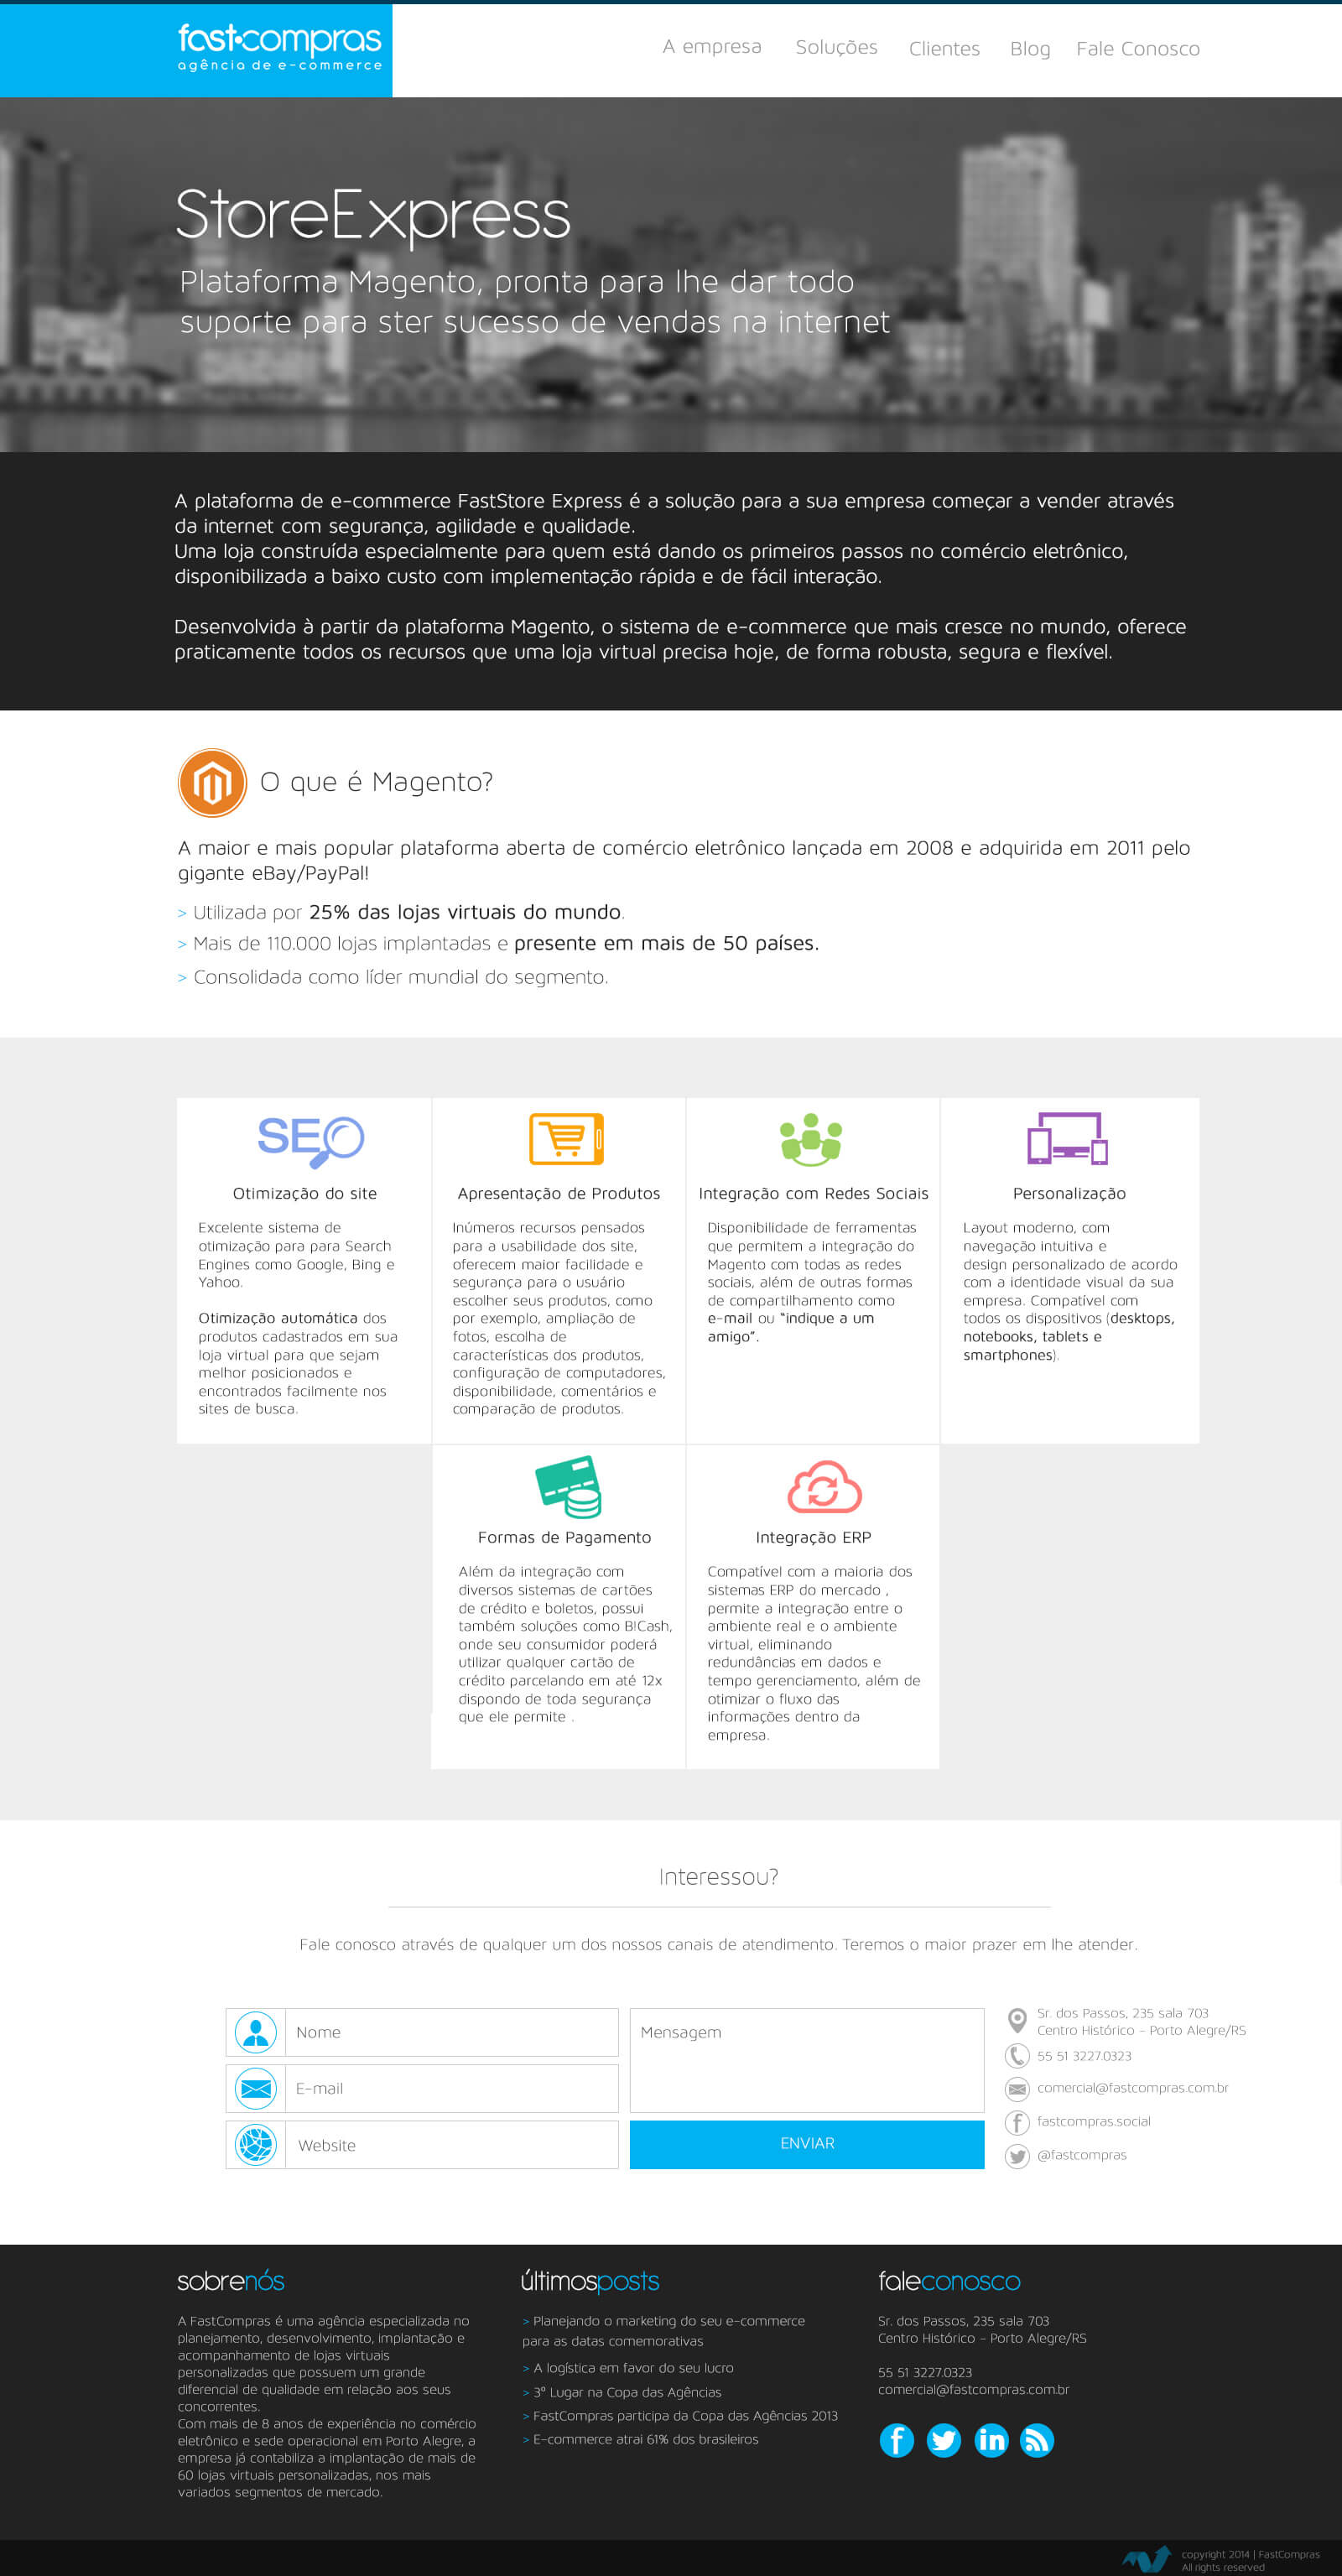 fast·compras
agência de e-commerce
A empresa Soluções Clientes Blog Fale Conosco
StoreExpress
Plataforma Magento, pronta para lhe dar todo
suporte para ster sucesso de vendas na internet
A plataforma de e-commerce FastStore Express é a solução para a sua empresa começar a vender através
da internet com segurança, agilidade e qualidade.
Uma loja construída especialmente para quem está dando os primeiros passos no comércio eletrônico,
disponibilizada a baixo custo com implementação rápida e de fácil interação.
Desenvolvida à partir da plataforma Magento, o sistema de e-commerce que mais cresce no mundo, oferece
praticamente todos os recursos que uma loja virtual precisa hoje, de forma robusta, segura e flexível.
O que é Magento?
A maior e mais popular plataforma aberta de comércio eletrônico lançada em 2008 e adquirida em 2011 pelo
gigante eBay/PayPal!
> Utilizada por 25% das lojas virtuais do mundo.
> Mais de 110.000 lojas implantadas e presente em mais de 50 países.
> Consolidada como líder mundial do segmento.
SEO
Otimização do site
Excelente sistema de
otimização para para Search
Engines como Google, Bing e
Yahoo.
Otimização automática dos
produtos cadastrados em sua
loja virtual para que sejam
melhor posicionados e
encontrados facilmente nos
sites de busca.
Apresentação de Produtos
Inúmeros recursos pensados
para a usabilidade dos site,
oferecem maior facilidade e
segurança para o usuário
escolher seus produtos, como
por exemplo, ampliação de
fotos, escolha de
características dos produtos,
configuração de computadores,
disponibilidade, comentários e
comparação de produtos.
Integração com Redes Sociais
Disponibilidade de ferramentas
que permitem a integração do
Magento com todas as redes
sociais, além de outras formas
de compartilhamento como
e-mail ou “indique a um
amigo”.
Personalização
Layout moderno, com
navegação intuitiva e
design personalizado de acordo
com a identidade visual da sua
empresa. Compatível com
todos os dispositivos (desktops,
notebooks, tablets e
smartphones).
Formas de Pagamento
Além da integração com
diversos sistemas de cartões
de crédito e boletos, possui
também soluções como B!Cash,
onde seu consumidor poderá
utilizar qualquer cartão de
crédito parcelando em até 12x
dispondo de toda segurança
que ele permite .
Integração ERP
Compatível com a maioria dos
sistemas ERP do mercado ,
permite a integração entre o
ambiente real e o ambiente
virtual, eliminando
redundâncias em dados e
tempo gerenciamento, além de
otimizar o fluxo das
informações dentro da
empresa.
Interessou?
Fale conosco através de qualquer um dos nossos canais de atendimento. Teremos o maior prazer em lhe atender.
Nome
E-mail
Website
Mensagem
ENVIAR
Sr. dos Passos, 235 sala 703
Centro Histórico - Porto Alegre/RS
55 51 3227.0323
comercial@fastcompras.com.br
fastcompras.social
@fastcompras
sobrenós
A FastCompras é uma agência especializada no
planejamento, desenvolvimento, implantação e
acompanhamento de lojas virtuais
personalizadas que possuem um grande
diferencial de qualidade em relação aos seus
concorrentes.
Com mais de 8 anos de experiência no comércio
eletrônico e sede operacional em Porto Alegre, a
empresa já contabiliza a implantação de mais de
60 lojas virtuais personalizadas, nos mais
variados segmentos de mercado.
últimosposts
> Planejando o marketing do seu e-commerce
para as datas comemorativas
> A logística em favor do seu lucro
> 3º Lugar na Copa das Agências
> FastCompras participa da Copa das Agências 2013
> E-commerce atrai 61% dos brasileiros
faleconosco
Sr. dos Passos, 235 sala 703
Centro Histórico - Porto Alegre/RS
55 51 3227.0323
comercial@fastcompras.com.br
copyright 2014 | FastCompras
All rights reserved